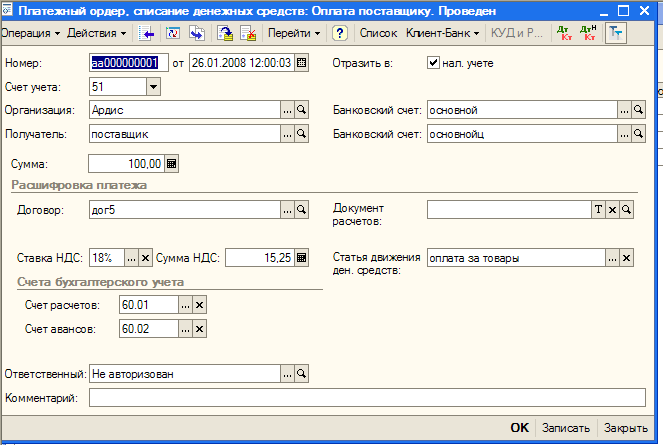 Платежный ордер, списание денежных средств: Оплата поставщику. Проведен
Операция Действия Перейти ? Список Клиент-Банк КУД и Р... Дт Кт Дт Н Кт
Номер: аа000000001 от 26.01.2008 12:00:03 Отразить в: нал. учете
Счет учета: 51
Организация: Ардис ... Банковский счет: основной ...
Получатель: поставщик ... Банковский счет: основнойц ...
Сумма: 100,00
Расшифровка платежа
Договор: дог5 ... Документ расчетов: T
Ставка НДС: 18% ... Сумма НДС: 15,25 Статья движения ден. средств: оплата за товары ...
Счета бухгалтерского учета
Счет расчетов: 60.01 ...
Счет авансов: 60.02 ...
Ответственный: Не авторизован ...
Комментарий:
OK Записать Закрыть